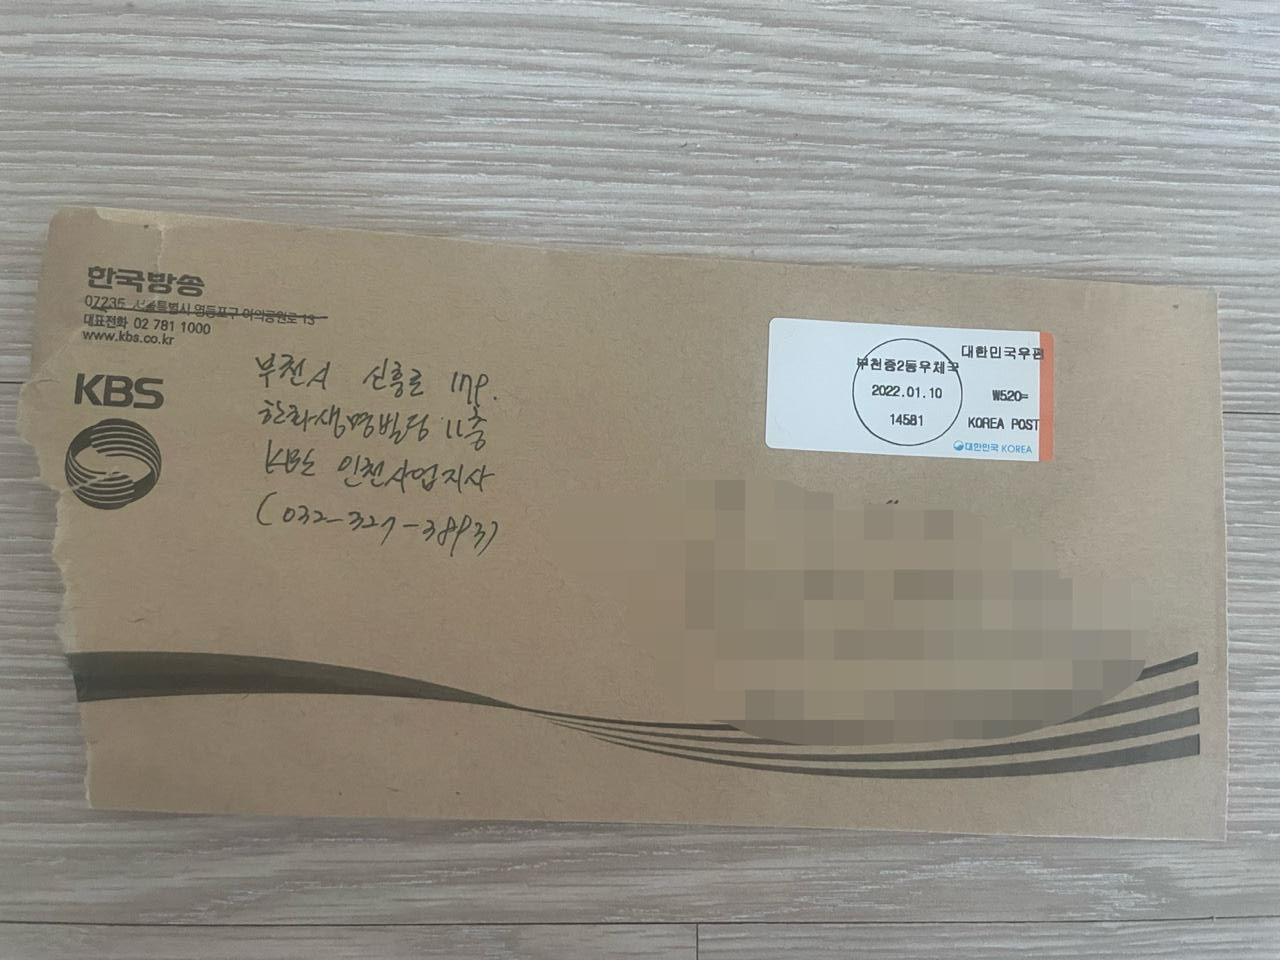 한국방송
07235 서울특별시 영등포구 여의공원로 13
대표전화 02 781 1000
www.kbs.co.kr
KBS
부천시 신흥로 179.
한화생명빌딩 11층
KBS 인천사업지사
(032-327-3893)
부천중2동우체국
2022.01.10
14581
대한민국우편
₩520=
KOREA POST
대한민국 KOREA